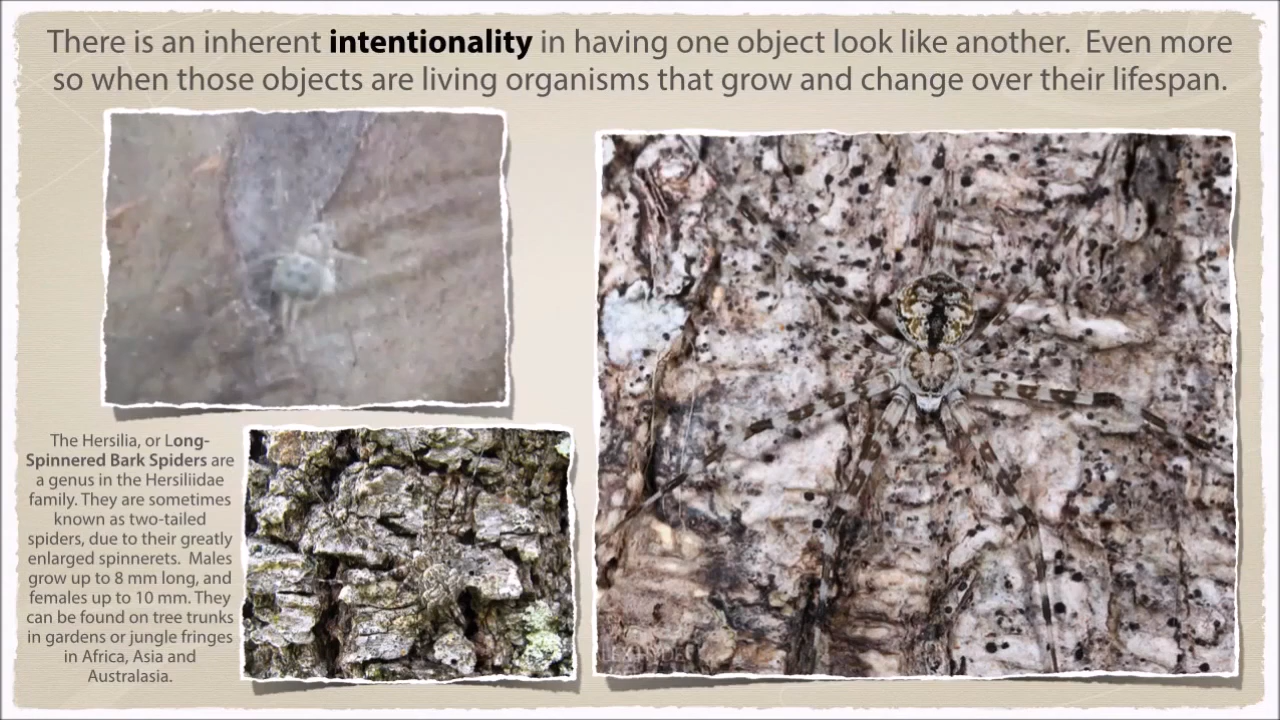 There is an inherent intentionality in having one object look like another.  Even more
so when those objects are living organisms that grow and change over their lifespan.
The Hersilia, or Long-
Spinnered Bark Spiders are
a genus in the Hersiliidae
family. They are sometimes
known as two-tailed
spiders, due to their greatly
enlarged spinnerets.  Males
grow up to 8 mm long, and
females up to 10 mm. They
can be found on tree trunks
in gardens or jungle fringes
in Africa, Asia and
Australasia.